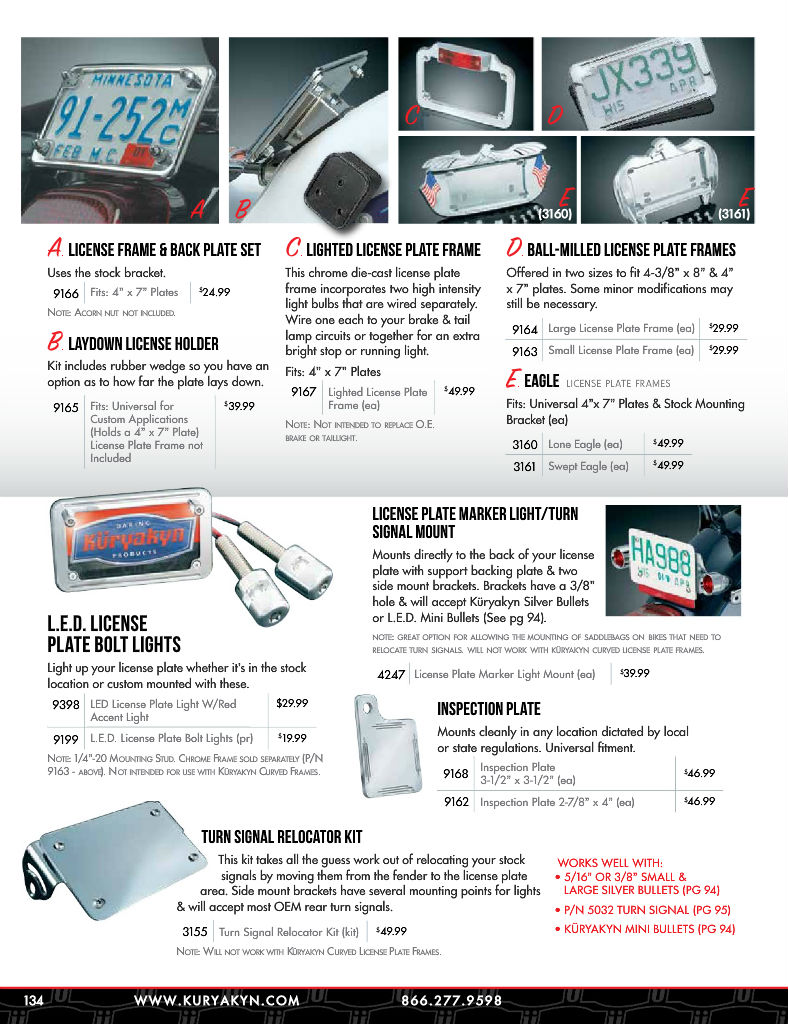 MINNESOTA
91-252 M C
FEB M.C. 01
A
B
C
JX339
WIS APR
D
E
(3160)
E
(3161)
A. LICENSE FRAME & BACK PLATE SET
Uses the stock bracket.
9166 Fits: 4" x 7" Plates $24.99
NOTE: ACORN NUT NOT INCLUDED.
B. LAYDOWN LICENSE HOLDER
Kit includes rubber wedge so you have an
option as to how far the plate lays down.
9165 Fits: Universal for $39.99
Custom Applications
(Holds a 4" x 7" Plate)
License Plate Frame not
Included
C. LIGHTED LICENSE PLATE FRAME
This chrome die-cast license plate
frame incorporates two high intensity
light bulbs that are wired separately.
Wire one each to your brake & tail
lamp circuits or together for an extra
bright stop or running light.
Fits: 4" x 7" Plates
9167 Lighted License Plate $49.99
Frame (ea)
NOTE: NOT INTENDED TO REPLACE O.E.
BRAKE OR TAILLIGHT.
D. BALL-MILLED LICENSE PLATE FRAMES
Offered in two sizes to fit 4-3/8" x 8" & 4"
x 7" plates. Some minor modifications may
still be necessary.
9164 Large License Plate Frame (ea) $29.99
9163 Small License Plate Frame (ea) $29.99
E. EAGLE LICENSE PLATE FRAMES
Fits: Universal 4"x 7" Plates & Stock Mounting
Bracket (ea)
3160 Lone Eagle (ea) $49.99
3161 Swept Eagle (ea) $49.99
DARING
Küryakyn
PRODUCTS
L.E.D. LICENSE
PLATE BOLT LIGHTS
Light up your license plate whether it's in the stock
location or custom mounted with these.
9398 LED License Plate Light W/Red $29.99
Accent Light
9199 L.E.D. License Plate Bolt Lights (pr) $19.99
NOTE: 1/4"-20 MOUNTING STUD. CHROME FRAME SOLD SEPARATELY (P/N
9163 - ABOVE). NOT INTENDED FOR USE WITH KÜRYAKYN CURVED FRAMES.
LICENSE PLATE MARKER LIGHT/TURN
SIGNAL MOUNT
Mounts directly to the back of your license
plate with support backing plate & two
side mount brackets. Brackets have a 3/8"
hole & will accept Küryakyn Silver Bullets
or L.E.D. Mini Bullets (See pg 94).
HA988
WIS APR
NOTE: GREAT OPTION FOR ALLOWING THE MOUNTING OF SADDLEBAGS ON BIKES THAT NEED TO
RELOCATE TURN SIGNALS. WILL NOT WORK WITH KÜRYAKYN CURVED LICENSE PLATE FRAMES.
4247 License Plate Marker Light Mount (ea) $39.99
INSPECTION PLATE
Mounts cleanly in any location dictated by local
or state regulations. Universal fitment.
9168 Inspection Plate $46.99
3-1/2" x 3-1/2" (ea)
9162 Inspection Plate 2-7/8" x 4" (ea) $46.99
TURN SIGNAL RELOCATOR KIT
This kit takes all the guess work out of relocating your stock
signals by moving them from the fender to the license plate
area. Side mount brackets have several mounting points for lights
& will accept most OEM rear turn signals.
3155 Turn Signal Relocator Kit (kit) $49.99
NOTE: WILL NOT WORK WITH KÜRYAKYN CURVED LICENSE PLATE FRAMES.
WORKS WELL WITH:
• 5/16" OR 3/8" SMALL &
LARGE SILVER BULLETS (PG 94)
• P/N 5032 TURN SIGNAL (PG 95)
• KÜRYAKYN MINI BULLETS (PG 94)
134 WWW.KURYAKYN.COM 866.277.9598